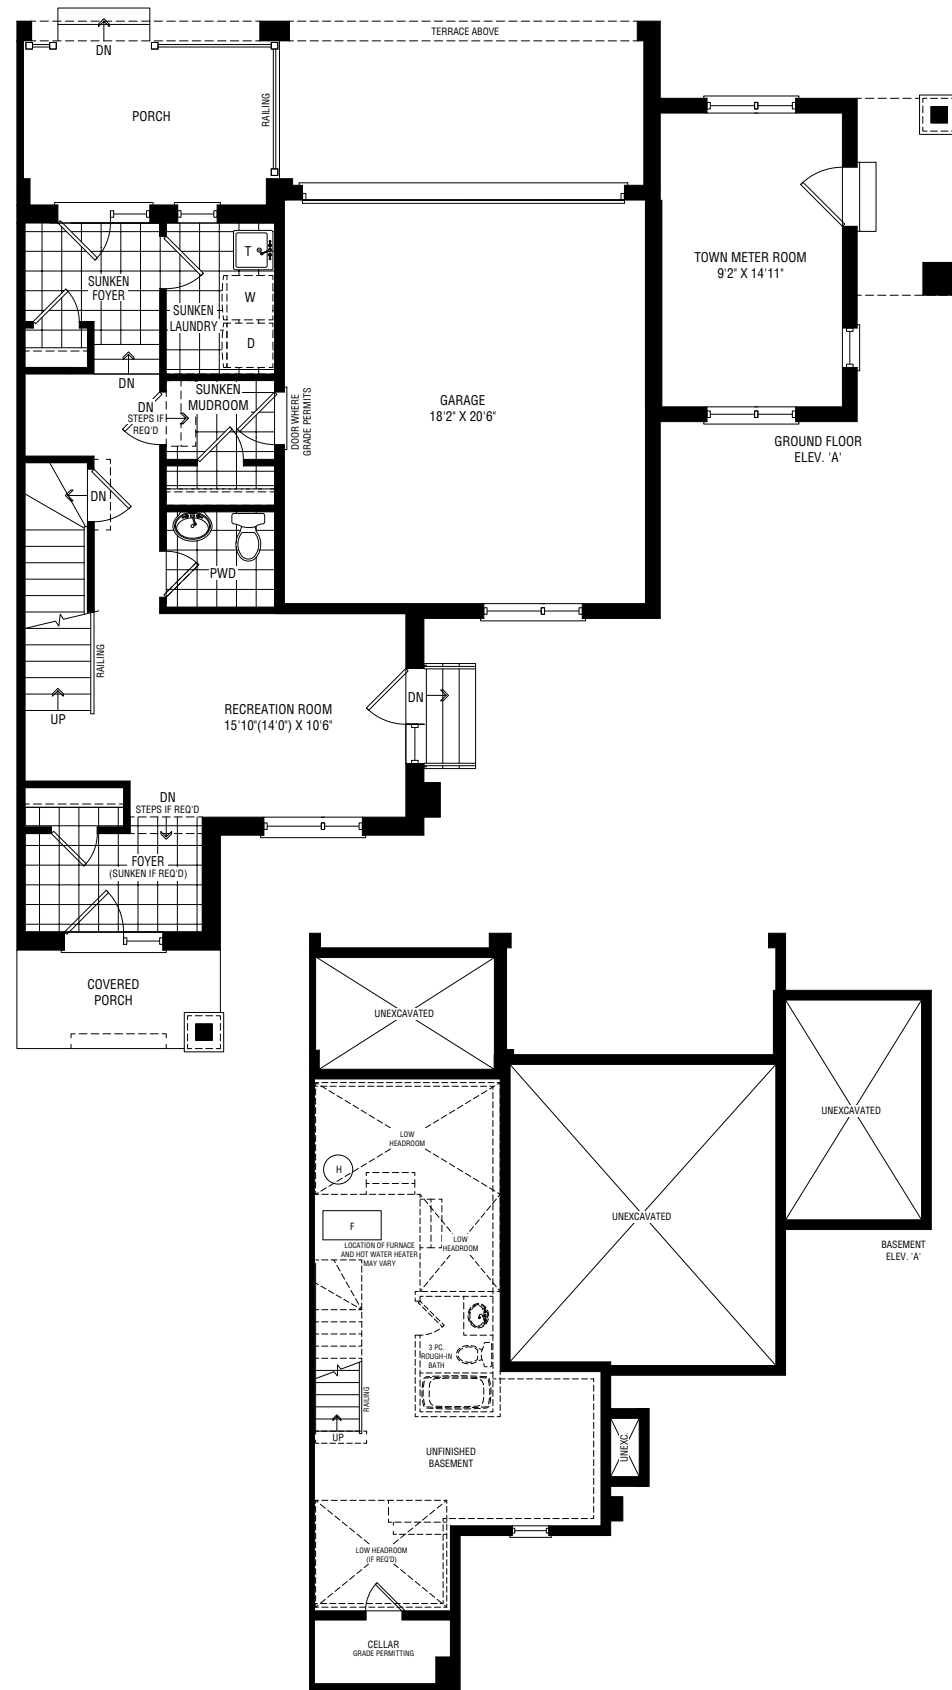 TERRACE ABOVE
DN
PORCH
RAILING
SUNKEN
FOYER
T
W
D
SUNKEN
LAUNDRY
DN
SUNKEN
MUDROOM
DN
STEPS IF
REQ'D
DOOR WHERE
GRADE PERMITS
GARAGE
18'2" X 20'6"
TOWN METER ROOM
9'2" X 14'11"
GROUND FLOOR
ELEV. 'A'
DN
PWD
RAILING
UP
RECREATION ROOM
15'10"(14'0") X 10'6"
DN
DN
STEPS IF REQ'D
FOYER
(SUNKEN IF REQ'D)
COVERED
PORCH
UNEXCAVATED
UNEXCAVATED
UNEXCAVATED
BASEMENT
ELEV. 'A'
LOW
HEADROOM
H
F
LOCATION OF FURNACE
AND HOT WATER HEATER
MAY VARY
LOW
HEADROOM
3 PC.
ROUGH-IN
BATH
RAILING
UP
UNFINISHED
BASEMENT
UNEXC.
LOW HEADROOM
(IF REQ'D)
CELLAR
GRADE PERMITTING